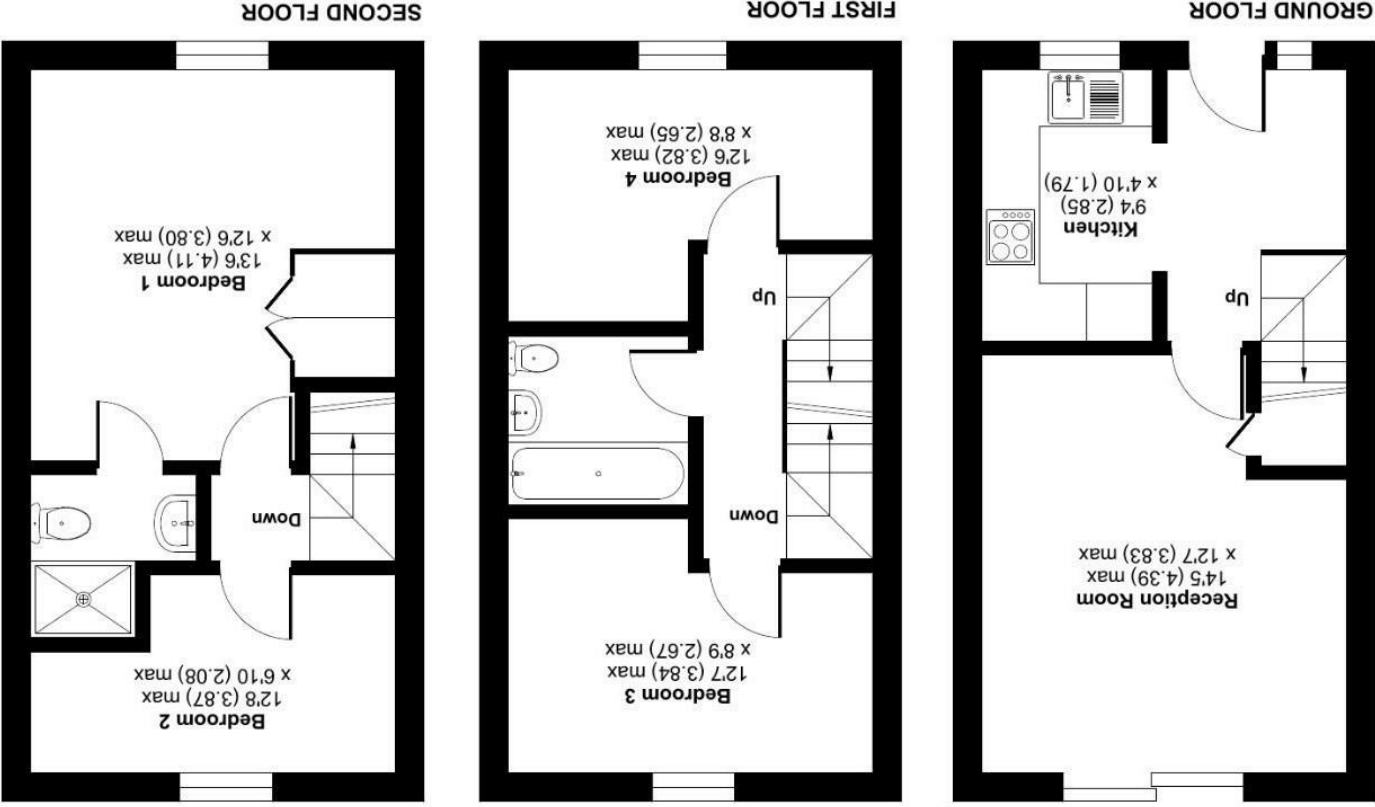 GROUND FLOOR
FIRST FLOOR
SECOND FLOOR
Reception Room
14'5 (4.39) max
x 12'7 (3.83) max
Up
Kitchen
9'4 (2.85)
x 4'10 (1.79)
Bedroom 3
12'7 (3.84) max
x 8'9 (2.67) max
Down
Up
Bedroom 4
12'6 (3.82) max
x 8'8 (2.65) max
Bedroom 2
12'8 (3.87) max
x 6'10 (2.08) max
Down
Bedroom 1
13'6 (4.11) max
x 12'6 (3.80) max